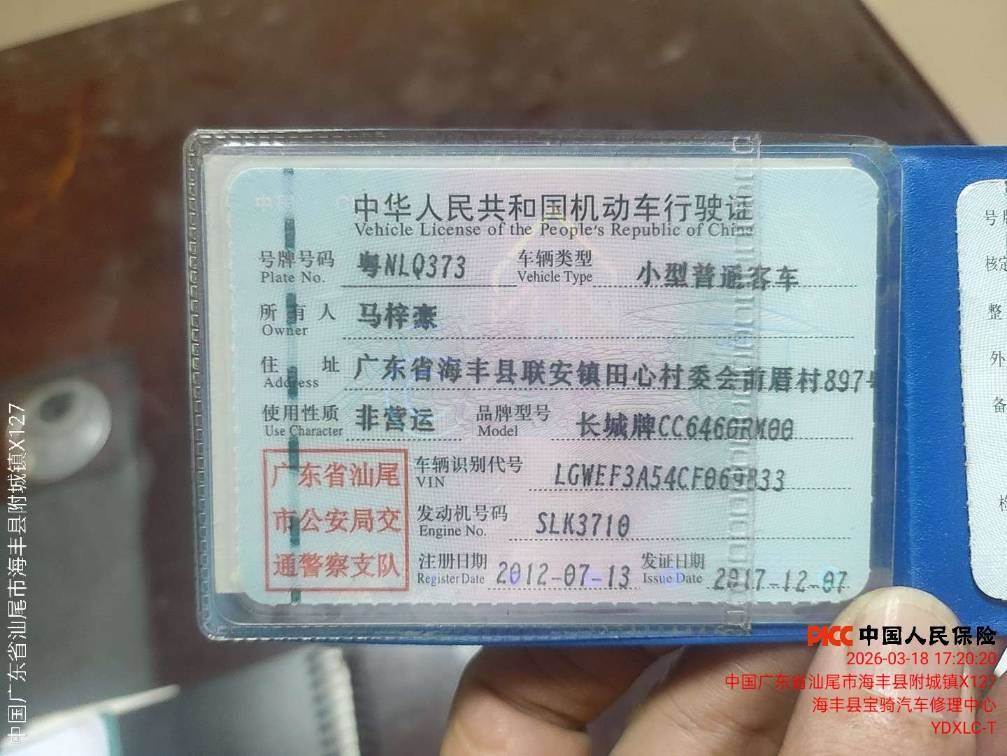 中华人民共和国机动车行驶证
Vehicle License of the People's Republic of China
号牌号码 粤NLQ373 车辆类型 小型普通客车
Plate No. Vehicle Type
所有人 马梓豪
Owner
住址 广东省海丰县联安镇田心村委会前厝村897号
Address
使用性质 非营运 品牌型号 长城牌CC6460RM00
Use Character Model
广东省汕尾
市公安局交
通警察支队
车辆识别代号 LGWEF3A54CF069833
VIN
发动机号码 SLK3710
Engine No.
注册日期 2012-07-13 发证日期 2017-12-07
Register Date Issue Date
号牌
核定
整
外
备
检
PICC 中国人民保险
2026-03-18 17:20:20
中国广东省汕尾市海丰县附城镇X127
海丰县宝骑汽车修理中心
YDXLC-T
中国广东省汕尾市海丰县附城镇X127